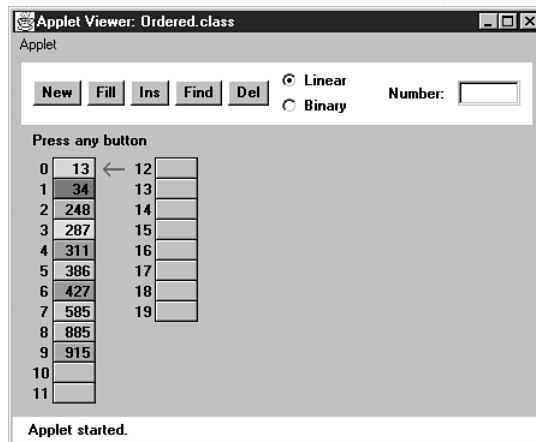 Applet Viewer: Ordered.class
Applet
New Fill Ins Find Del Linear Binary Number:
Press any button
0 13 ← 12
1 34 13
2 248 14
3 287 15
4 311 16
5 386 17
6 427 18
7 585 19
8 885
9 915
10
11
Applet started.